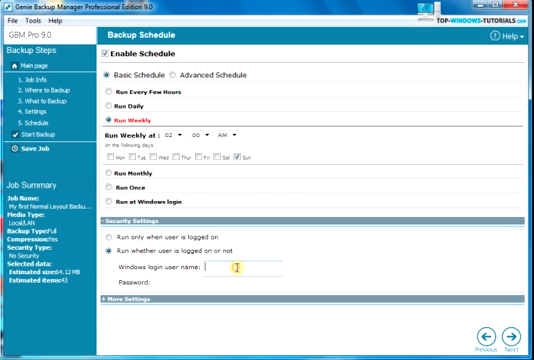 Genie Backup Manager Professional Edition 9.0
File Tools Help
TOP-WINDOWS-TUTORIALS.COM
GBM Pro 9.0
Backup Schedule
Help
Backup Steps
Main page
1. Job Info
2. Where to Backup
3. What to Backup
4. Settings
5. Schedule
Start Backup
Save Job
Job Summary
Job Name:
My first Normal Layout Backu...
Media Type:
Local/LAN
Backup Type:Full
Compression:Yes
Security Type:
No Security
Selected data:
Estimated size:64.12 MB
Estimated items:43
Enable Schedule
Basic Schedule Advanced Schedule
Run Every Few Hours
Run Daily
Run Weekly
Run Weekly at: 02 : 00 AM
on the following days
Mon Tue Wed Thur Fri Sat Sun
Run Monthly
Run Once
Run at Windows login
- Security Settings
Run only when user is logged on
Run whether user is logged on or not
Windows login user name:
Password:
+ More Settings
Previous Next